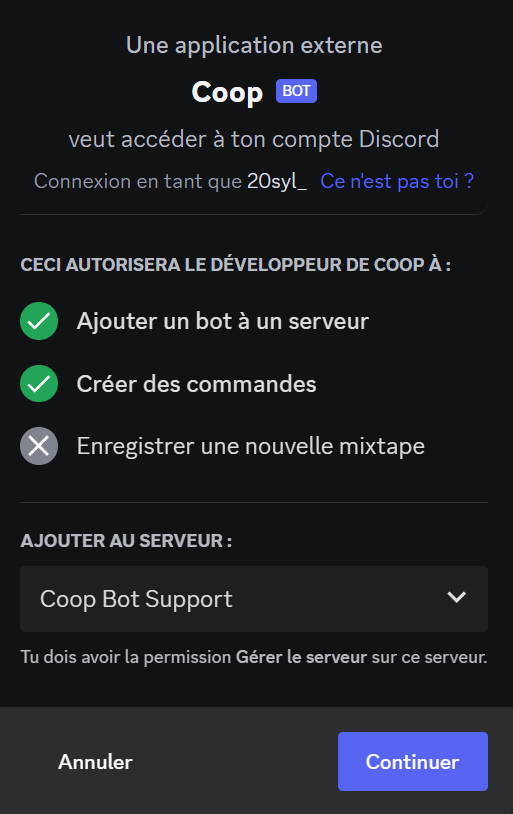 Une application externe
Coop BOT
veut accéder à ton compte Discord
Connexion en tant que 20syl_ Ce n'est pas toi ?
CECI AUTORISERA LE DÉVELOPPEUR DE COOP À :
Ajouter un bot à un serveur
Créer des commandes
Enregistrer une nouvelle mixtape
AJOUTER AU SERVEUR :
Coop Bot Support
Tu dois avoir la permission Gérer le serveur sur ce serveur.
Annuler Continuer